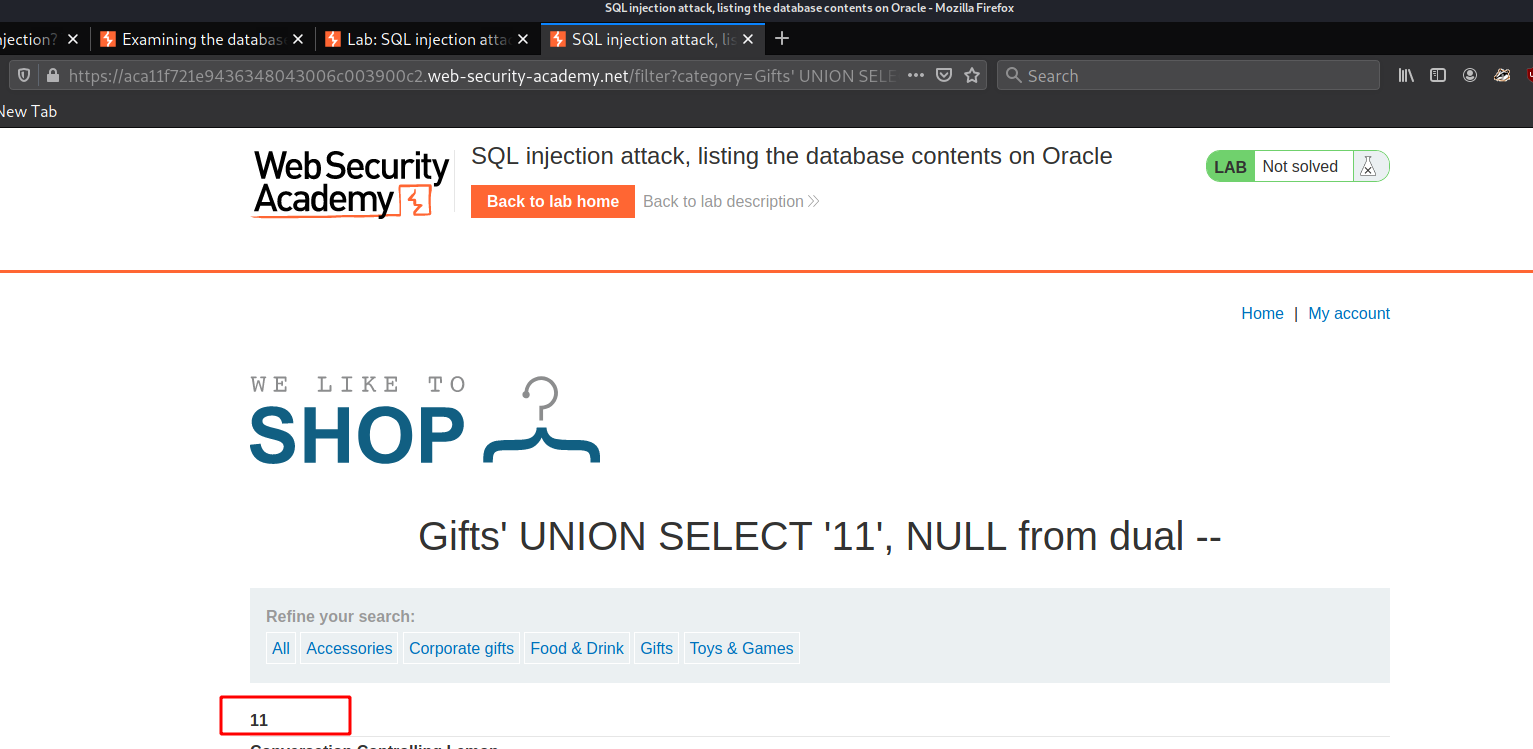 SQL injection attack, listing the database contents on Oracle - Mozilla Firefox
jection? Examining the databas Lab: SQL injection atta SQL injection attack, lis
https://aca11f721e9436348043006c003900c2.web-security-academy.net/filter?category=Gifts' UNION SELE Search
New Tab
Web Security
Academy
SQL injection attack, listing the database contents on Oracle
Back to lab home Back to lab description
LAB Not solved
Home | My account
WE LIKE TO
SHOP
Gifts' UNION SELECT '11', NULL from dual --
Refine your search:
All Accessories Corporate gifts Food & Drink Gifts Toys & Games
11